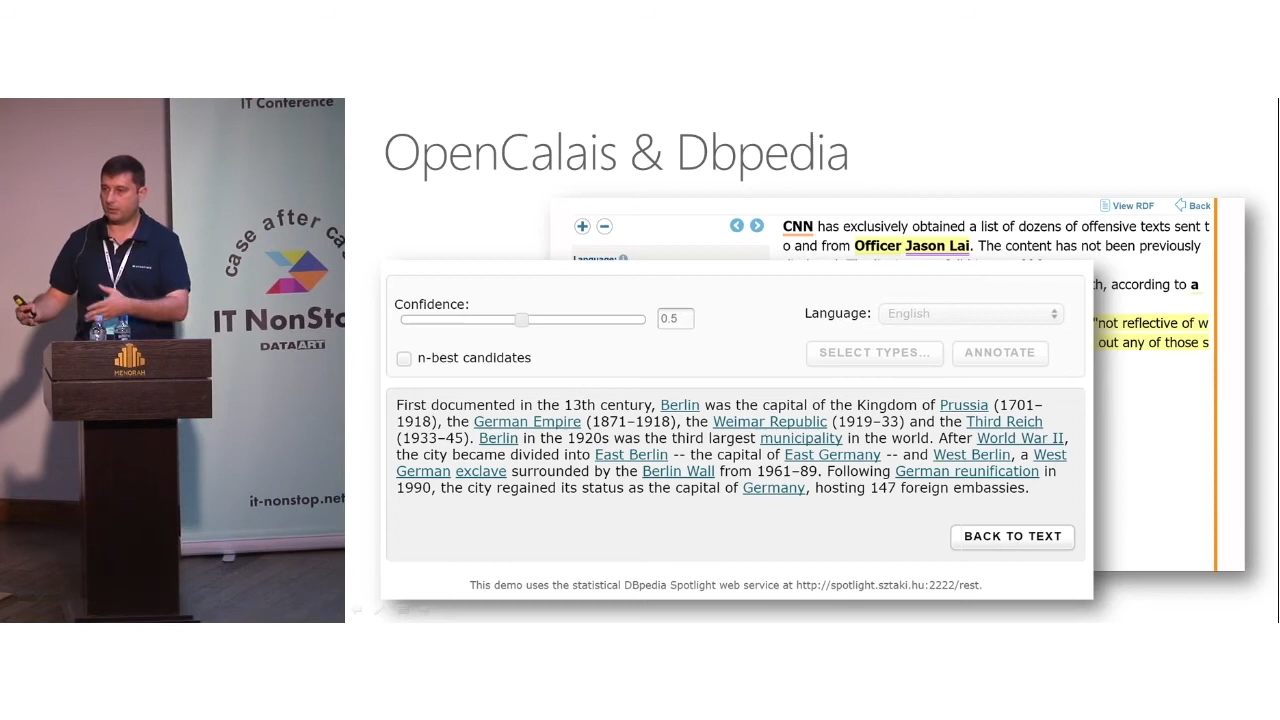 IT Conference
case after ca
IT NonSto
DATAART
MENORAH
it-nonstop.net
OpenCalais & Dbpedia
View RDF
Back
CNN has exclusively obtained a list of dozens of offensive texts sent t
o and from Officer Jason Lai. The content has not been previously
Language:
th, according to a
"not reflective of w
out any of those s
Confidence:
0.5
Language: English
n-best candidates
SELECT TYPES...
ANNOTATE
First documented in the 13th century, Berlin was the capital of the Kingdom of Prussia (1701–
1918), the German Empire (1871–1918), the Weimar Republic (1919–33) and the Third Reich
(1933–45). Berlin in the 1920s was the third largest municipality in the world. After World War II,
the city became divided into East Berlin -- the capital of East Germany -- and West Berlin, a West
German exclave surrounded by the Berlin Wall from 1961–89. Following German reunification in
1990, the city regained its status as the capital of Germany, hosting 147 foreign embassies.
BACK TO TEXT
This demo uses the statistical DBpedia Spotlight web service at http://spotlight.sztaki.hu:2222/rest.